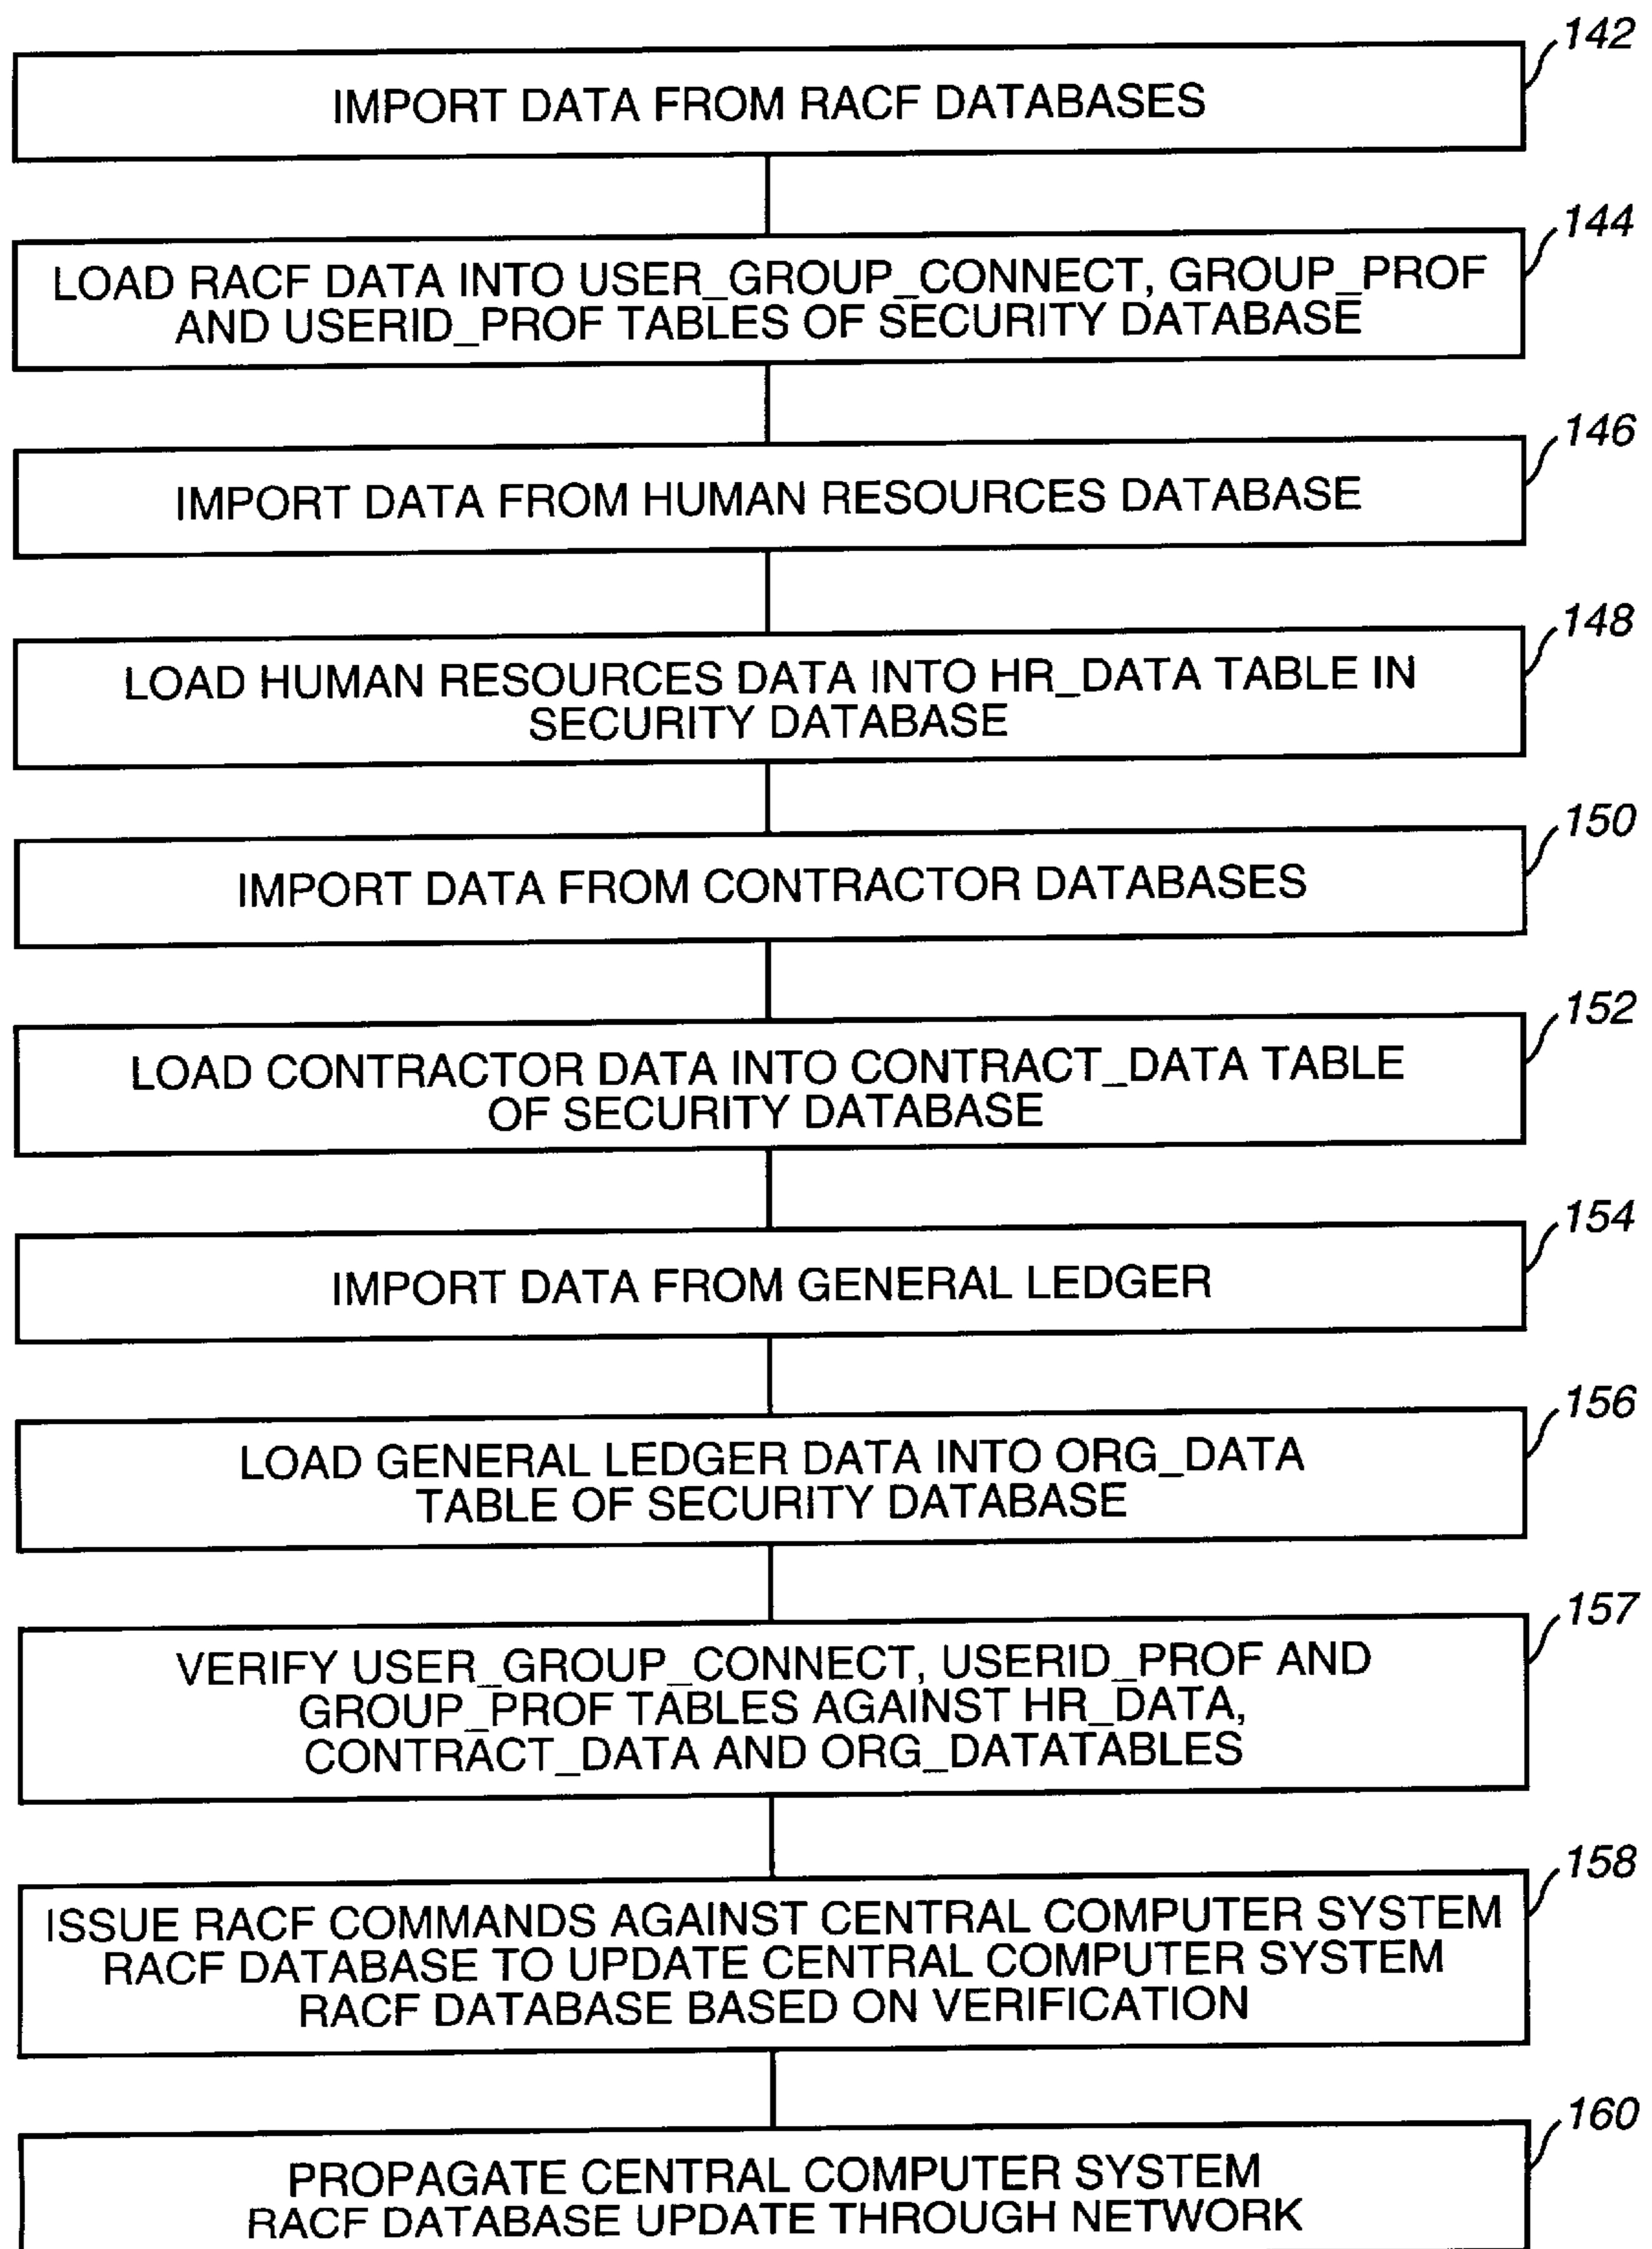 142
IMPORT DATA FROM RACF DATABASES
144
LOAD RACF DATA INTO USER_GROUP_CONNECT, GROUP_PROF
AND USERID_PROF TABLES OF SECURITY DATABASE
146
IMPORT DATA FROM HUMAN RESOURCES DATABASE
148
LOAD HUMAN RESOURCES DATA INTO HR_DATA TABLE IN
SECURITY DATABASE
150
IMPORT DATA FROM CONTRACTOR DATABASES
152
LOAD CONTRACTOR DATA INTO CONTRACT_DATA TABLE
OF SECURITY DATABASE
154
IMPORT DATA FROM GENERAL LEDGER
156
LOAD GENERAL LEDGER DATA INTO ORG_DATA
TABLE OF SECURITY DATABASE
157
VERIFY USER_GROUP_CONNECT, USERID_PROF AND
GROUP_PROF TABLES AGAINST HR_DATA,
CONTRACT_DATA AND ORG_DATATABLES
158
ISSUE RACF COMMANDS AGAINST CENTRAL COMPUTER SYSTEM
RACF DATABASE TO UPDATE CENTRAL COMPUTER SYSTEM
RACF DATABASE BASED ON VERIFICATION
160
PROPAGATE CENTRAL COMPUTER SYSTEM
RACF DATABASE UPDATE THROUGH NETWORK